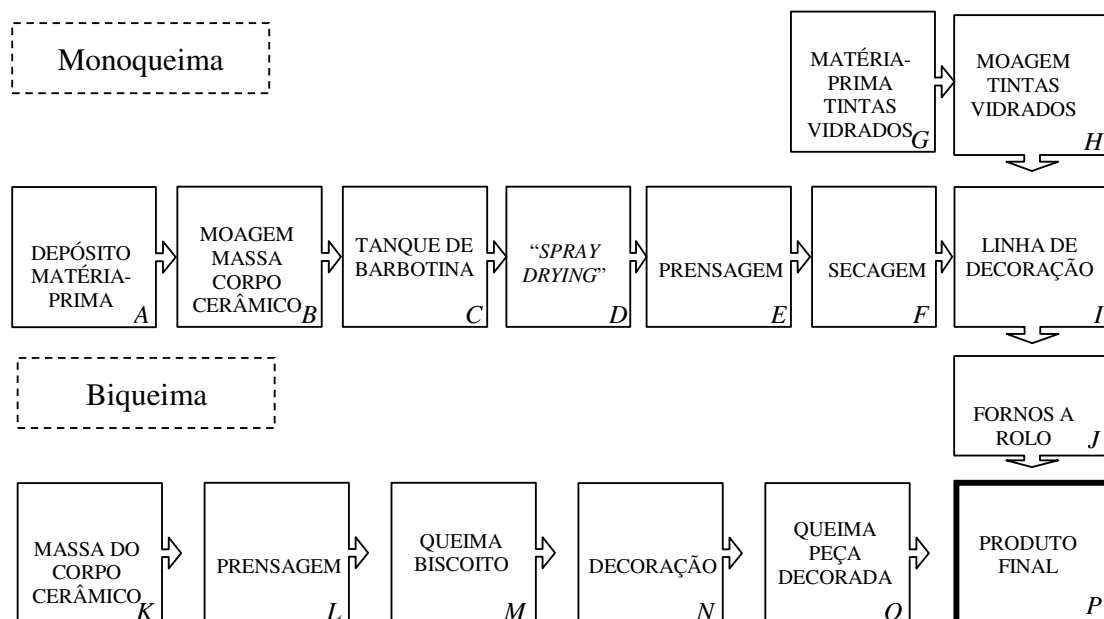 Monoqueima
MATÉRIA-
PRIMA
TINTAS
VIDRADOS
G
MOAGEM
TINTAS
VIDRADOS
H
DEPÓSITO
MATÉRIA-
PRIMA
A
MOAGEM
MASSA
CORPO
CERÂMICO
B
TANQUE DE
BARBOTINA
C
“SPRAY
DRYING”
D
PRENSAGEM
E
SECAGEM
F
LINHA DE
DECORAÇÃO
I
Biqueima
FORNOS A
ROLO
J
MASSA DO
CORPO
CERÂMICO
K
PRENSAGEM
L
QUEIMA
BISCOITO
M
DECORAÇÃO
N
QUEIMA
PEÇA
DECORADA
O
PRODUTO
FINAL
P